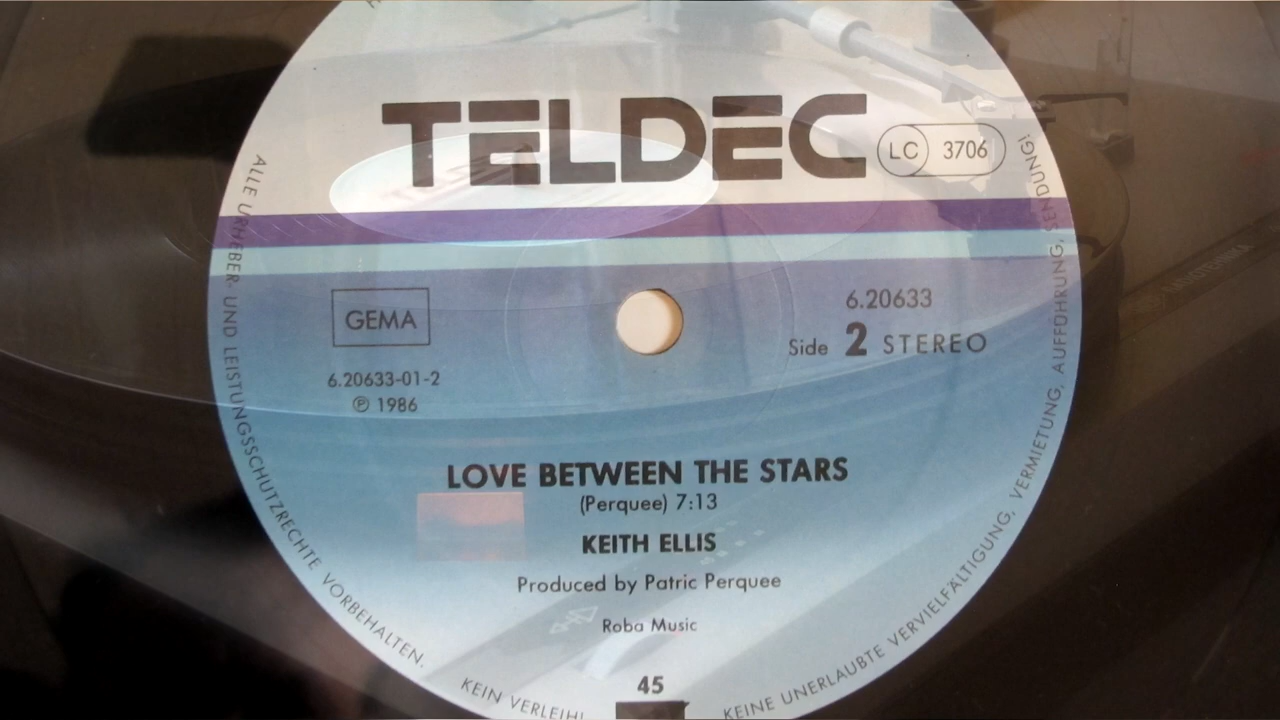 TELDEC
LC 3706
GEMA
6.20633
Side 2 STEREO
6.20633-01-2
℗ 1986
LOVE BETWEEN THE STARS
(Perquee) 7:13
KEITH ELLIS
Produced by Patric Perquee
Roba Music
45
ALLE URHEBER- UND LEISTUNGSSCHUTZRECHTE VORBEHALTEN.
KEIN VERLEIH!
KEINE UNERLAUBTE VERVIELFÄLTIGUNG, VERMIETUNG, AUFFÜHRUNG, SENDUNG!